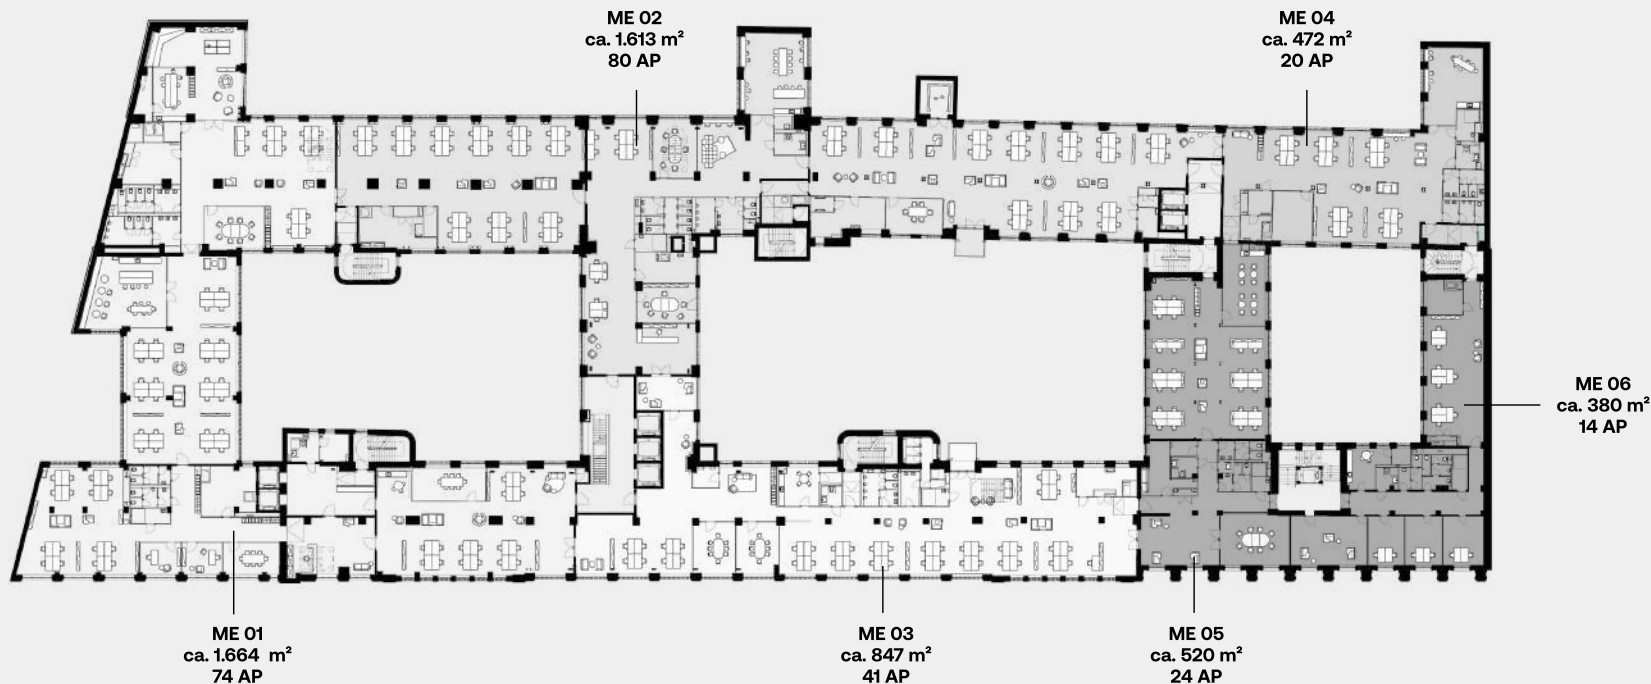 ME 02
ca. 1.613 m²
80 AP
ME 04
ca. 472 m²
20 AP
ME 06
ca. 380 m²
14 AP
ME 01
ca. 1.664 m²
74 AP
ME 03
ca. 847 m²
41 AP
ME 05
ca. 520 m²
24 AP